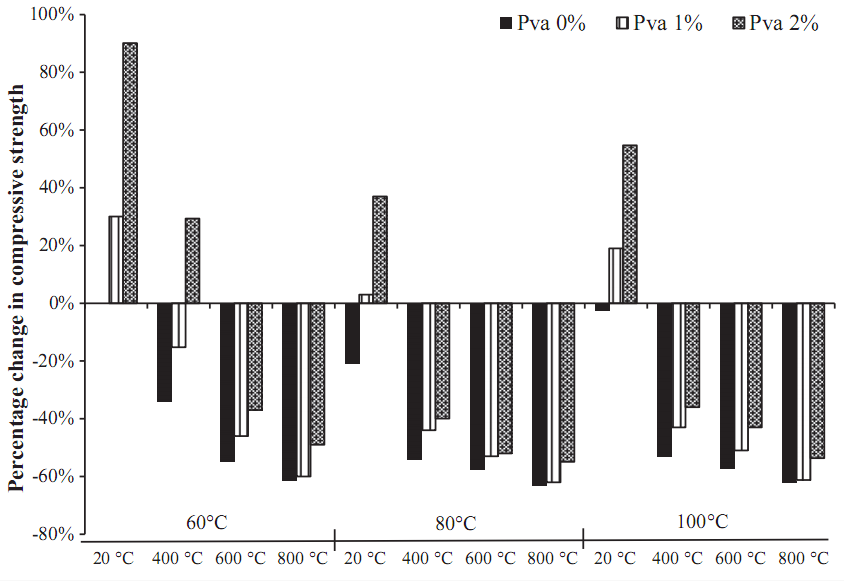 Pva 0% Pva 1% Pva 2%
Percentage change in compressive strength
100%
80%
60%
40%
20%
0%
-20%
-40%
-60%
-80%
60°C 80°C 100°C
20 °C 400 °C 600 °C 800 °C 20 °C 400 °C 600 °C 800 °C 20 °C 400 °C 600 °C 800 °C